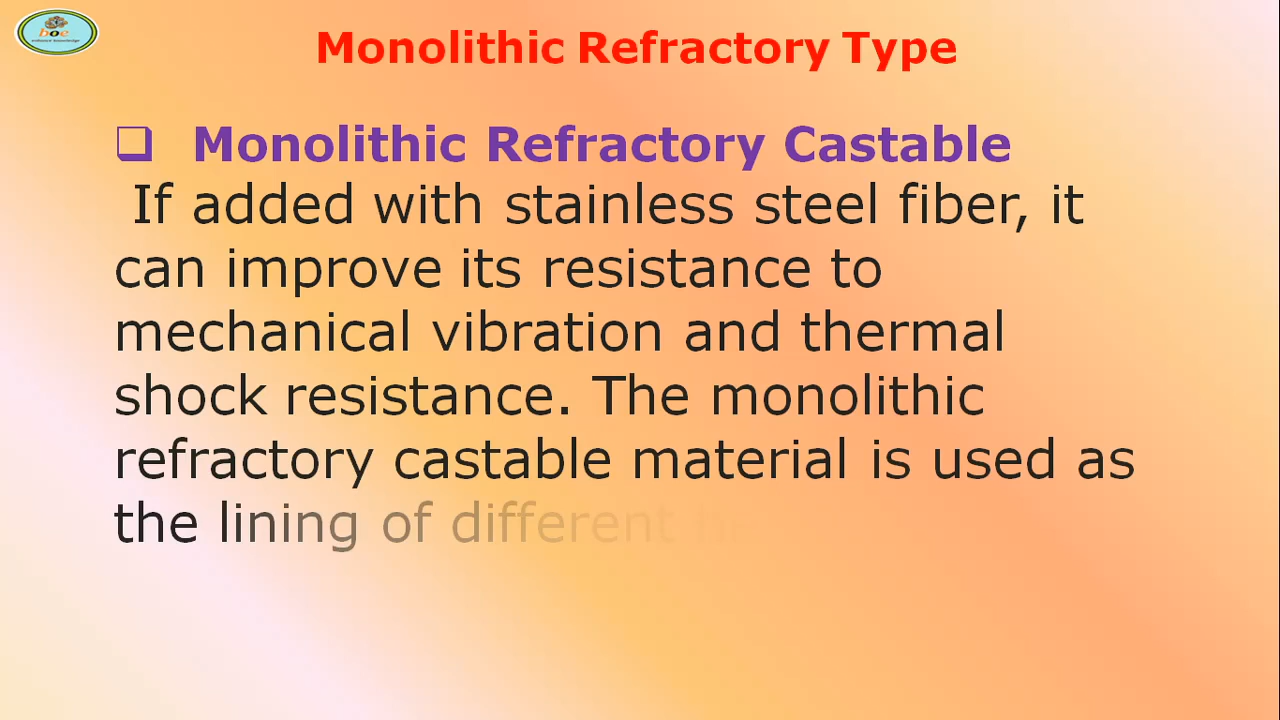 boe
Monolithic Refractory Type
❑ Monolithic Refractory Castable
If added with stainless steel fiber, it
can improve its resistance to
mechanical vibration and thermal
shock resistance. The monolithic
refractory castable material is used as
the lining of different